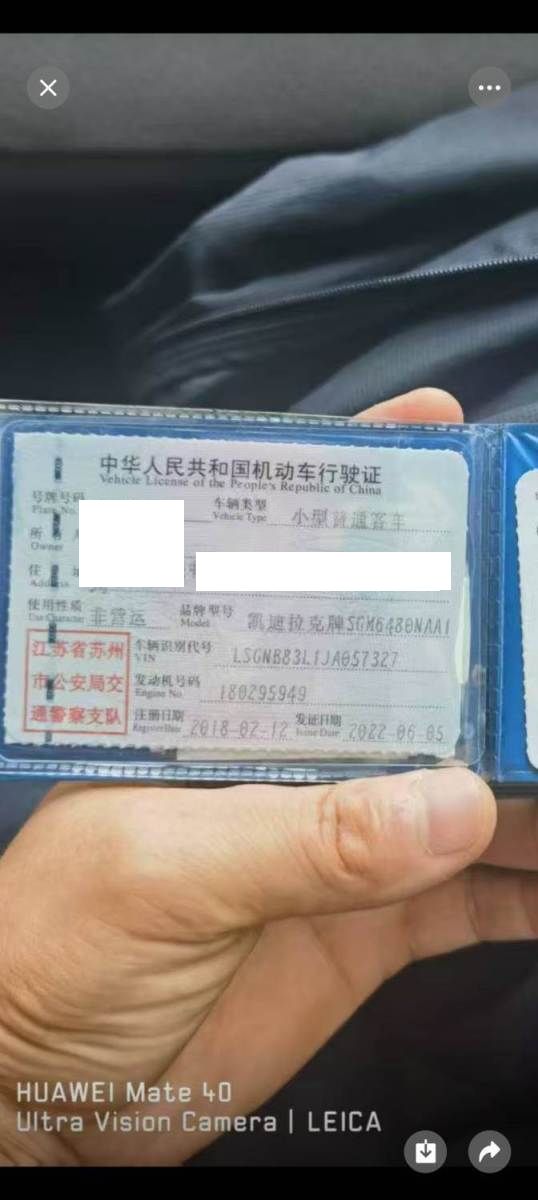 中华人民共和国机动车行驶证
Vehicle License of the People's Republic of China
号牌号码
Plate No.
车辆类型 小型普通客车
Vehicle Type
所
Owner
住
Address
使用性质 非营运 品牌型号 凯迪拉克牌SGM6480NAA1
Use Character Model
江苏省苏州
市公安局交
通警察支队
车辆识别代号 LSGNB83L1JA057327
VIN
发动机号码 180295949
Engine No.
注册日期 2018-02-12 发证日期 2022-06-05
Register Date Issue Date
HUAWEI Mate 40
Ultra Vision Camera | LEICA